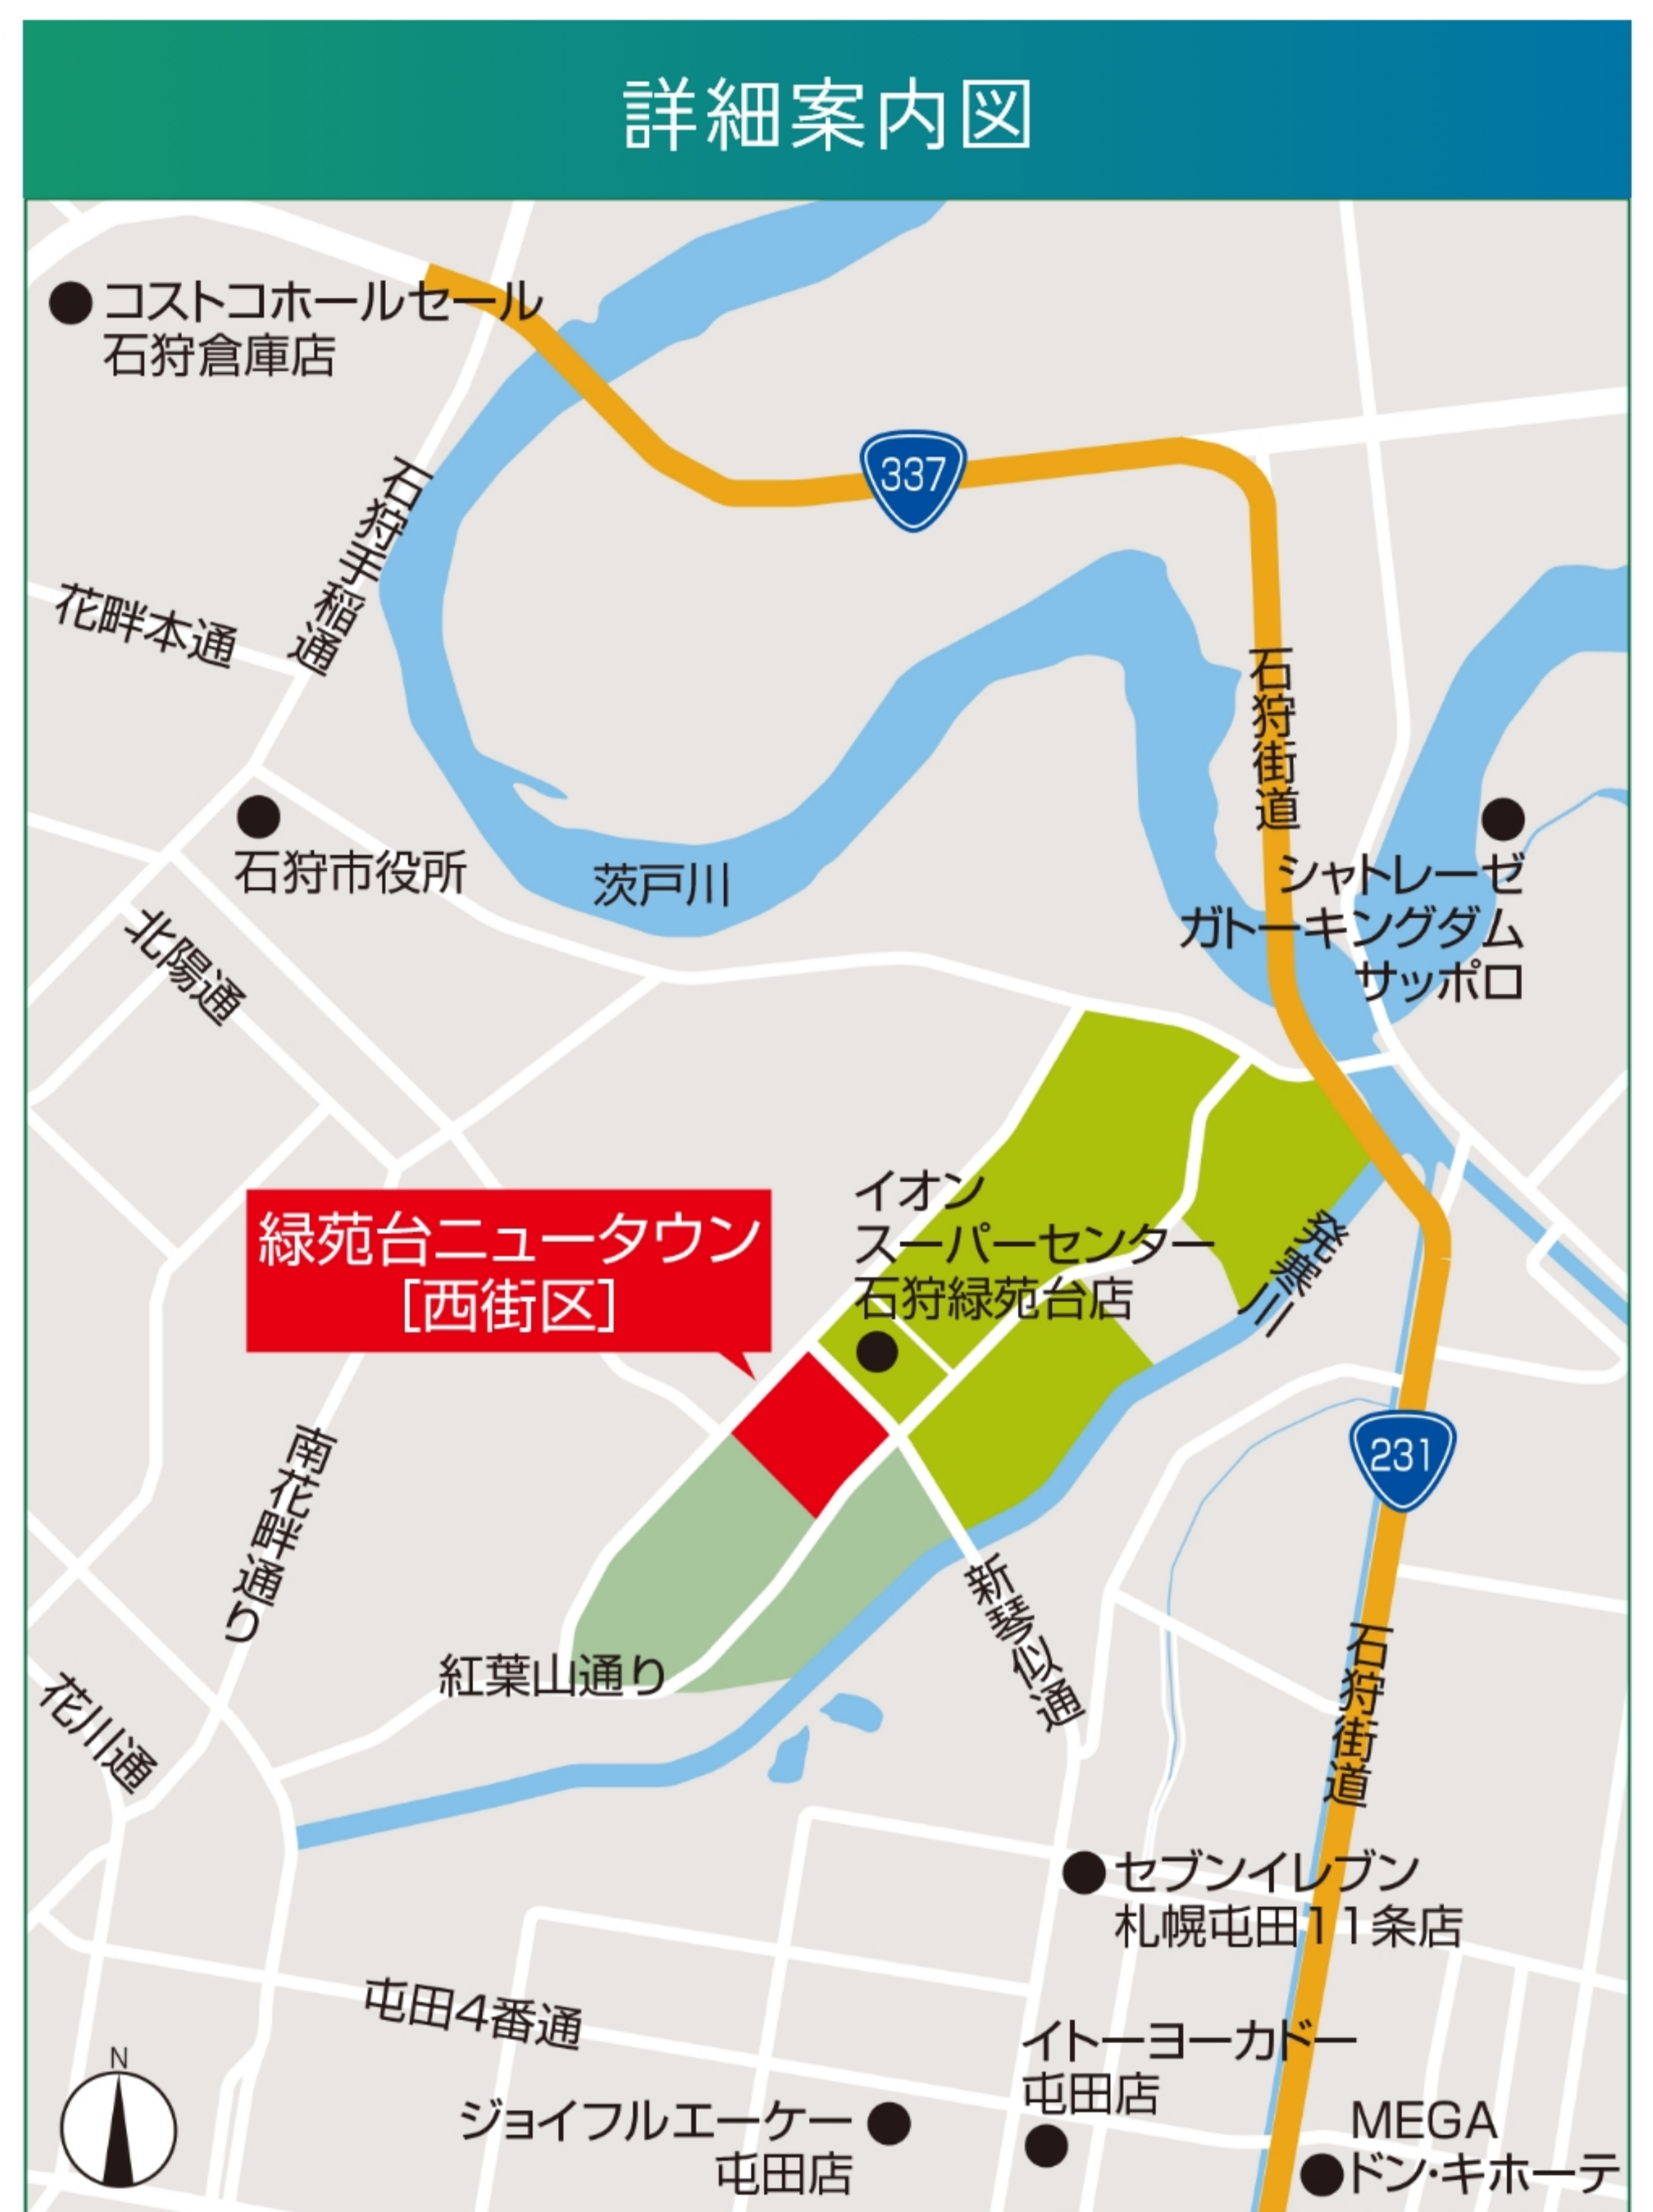 詳細案内図
コストコホールセール
石狩倉庫店
337
石狩手稲通
花畔本通
石狩街道
石狩市役所
茨戸川
シャトレーゼ
ガトーキングダム
サッポロ
北陽通
イオン
スーパーセンター
石狩緑苑台店
緑苑台ニュータウン
[西街区]
発寒川
231
南花畔通り
新琴似通
石狩街道
紅葉山通り
花川通
セブンイレブン
札幌屯田11条店
屯田4番通
イトーヨーカドー
屯田店
N
ジョイフルエーケー
屯田店
MEGA
ドン・キホーテ